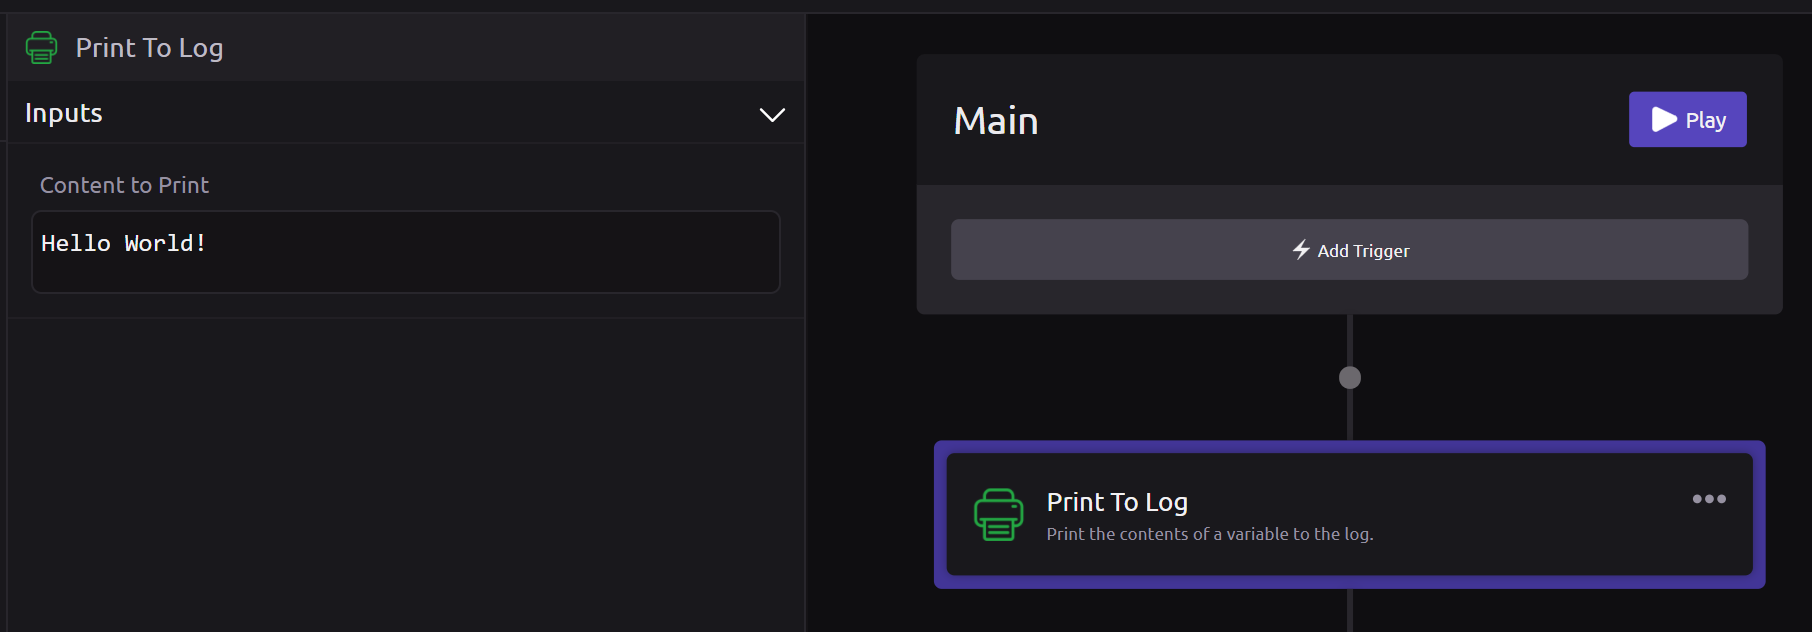 Print To Log
Inputs
Content to Print
Hello World!
Main
Play
Add Trigger
Print To Log
Print the contents of a variable to the log.